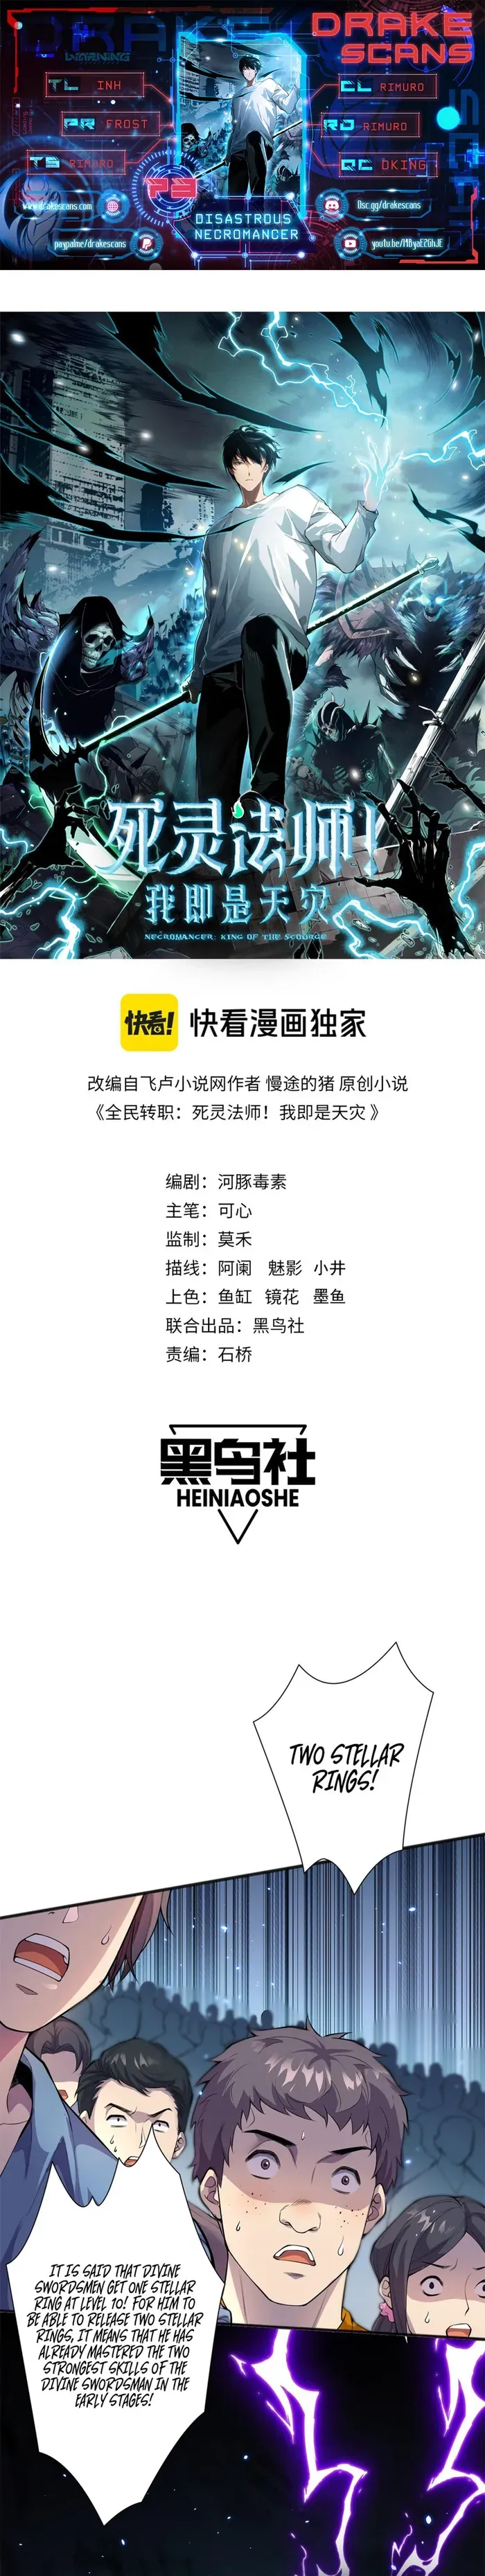 DRAKE
SCANS
TL INH
CL RIMURO
PR FROST
RD RIMURO
TS RIMURO
QC DKING
www.drakescans.com
Dsc.gg/drakescans
DISASTROUS
NECROMANCER
paypalme/drakescans
死灵法师!
我即是天灾
NECROMANCER: KING OF THE SCOURGE
快看! 快看漫画独家
改编自飞卢小说网作者 慢途的猪 原创小说
《全民转职：死灵法师！我即是天灾 》
编剧：河豚毒素
主笔：可心
监制：莫禾
描线：阿阑 魅影 小井
上色：鱼缸 镜花 墨鱼
联合出品：黑鸟社
责编：石桥
黑鸟社
HEINIAOSHE
TWO STELLAR
RINGS!
IT IS SAID THAT DIVINE
SWORDSMEN GET ONE STELLAR
RING AT LEVEL 10! FOR HIM TO
BE ABLE TO RELEASE TWO STELLAR
RINGS, IT MEANS THAT HE HAS
ALREADY MASTERED THE TWO
STRONGEST SKILLS OF THE
DIVINE SWORDSMAN IN THE
EARLY STAGES!